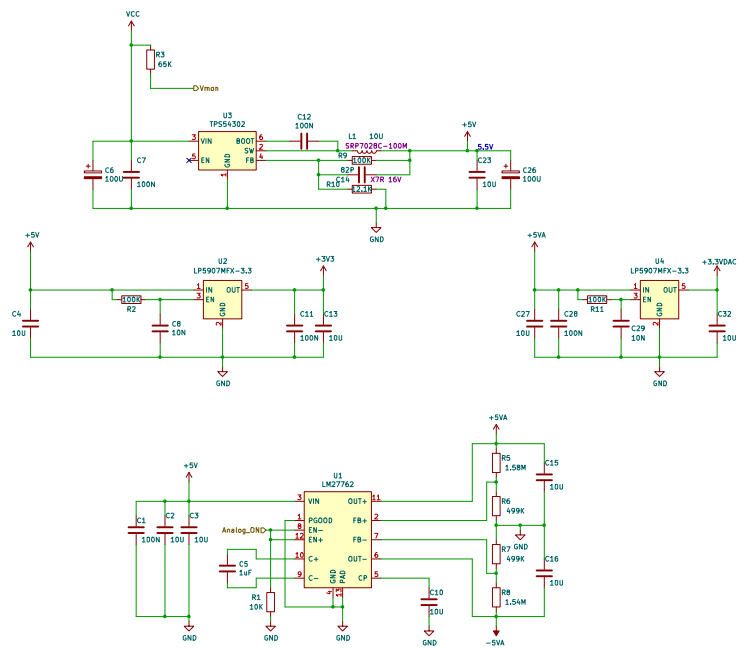 VCC
R3
65K
Vmon
U3
TPS54302
3 VIN
BOOT 6
SW 2
5 EN
FB 4
GND
1
C12
100N
L1 10U
SRP7028C-100M
+5V
5.5V
R9
100K
82P
C14
X7R 16V
R10
12.1K
C6
100U
C7
100N
C23
10U
C26
100U
GND
+5V
U2
LP5907MFX-3.3
1 IN
OUT 5
3 EN
GND
2
100K
R2
C4
10U
C8
10N
+3V3
C11
100N
C13
10U
GND
+5VA
U4
LP5907MFX-3.3
1 IN
OUT 5
3 EN
GND
2
100K
R11
C27
10U
C28
100N
C29
10N
+3.3VDAC
C32
10U
GND
+5V
C1
100N
C2
10U
C3
10U
GND
Analog_ON
C5
1uF
R1
10K
GND
U1
LM27762
3 VIN
OUT+ 11
1 PGOOD
FB+ 2
8 EN-
12 EN+
FB- 7
10 C+
OUT- 6
9 C-
CP 5
GND
PAD
4
13
GND
C10
10U
GND
+5VA
R5
1.58M
R6
499K
GND
R7
499K
R8
1.54M
C15
10U
C16
10U
-5VA